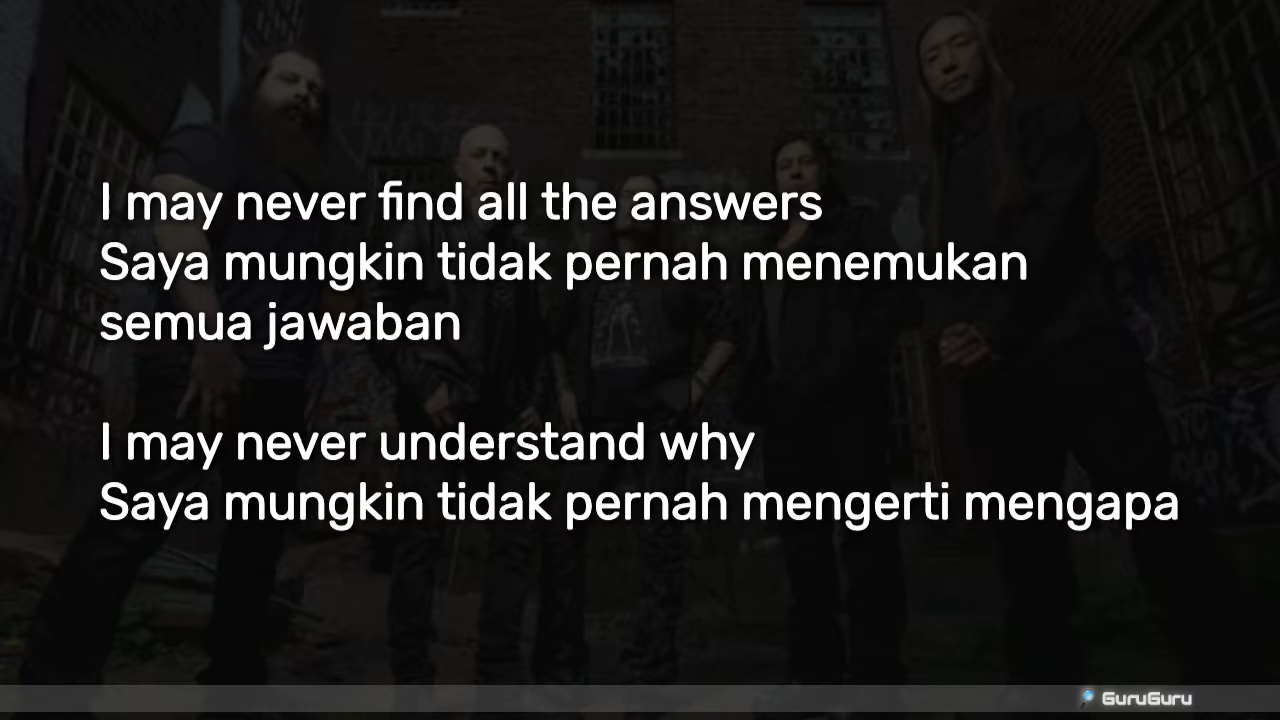 I may never find all the answers
Saya mungkin tidak pernah menemukan
semua jawaban
I may never understand why
Saya mungkin tidak pernah mengerti mengapa
GuruGuru